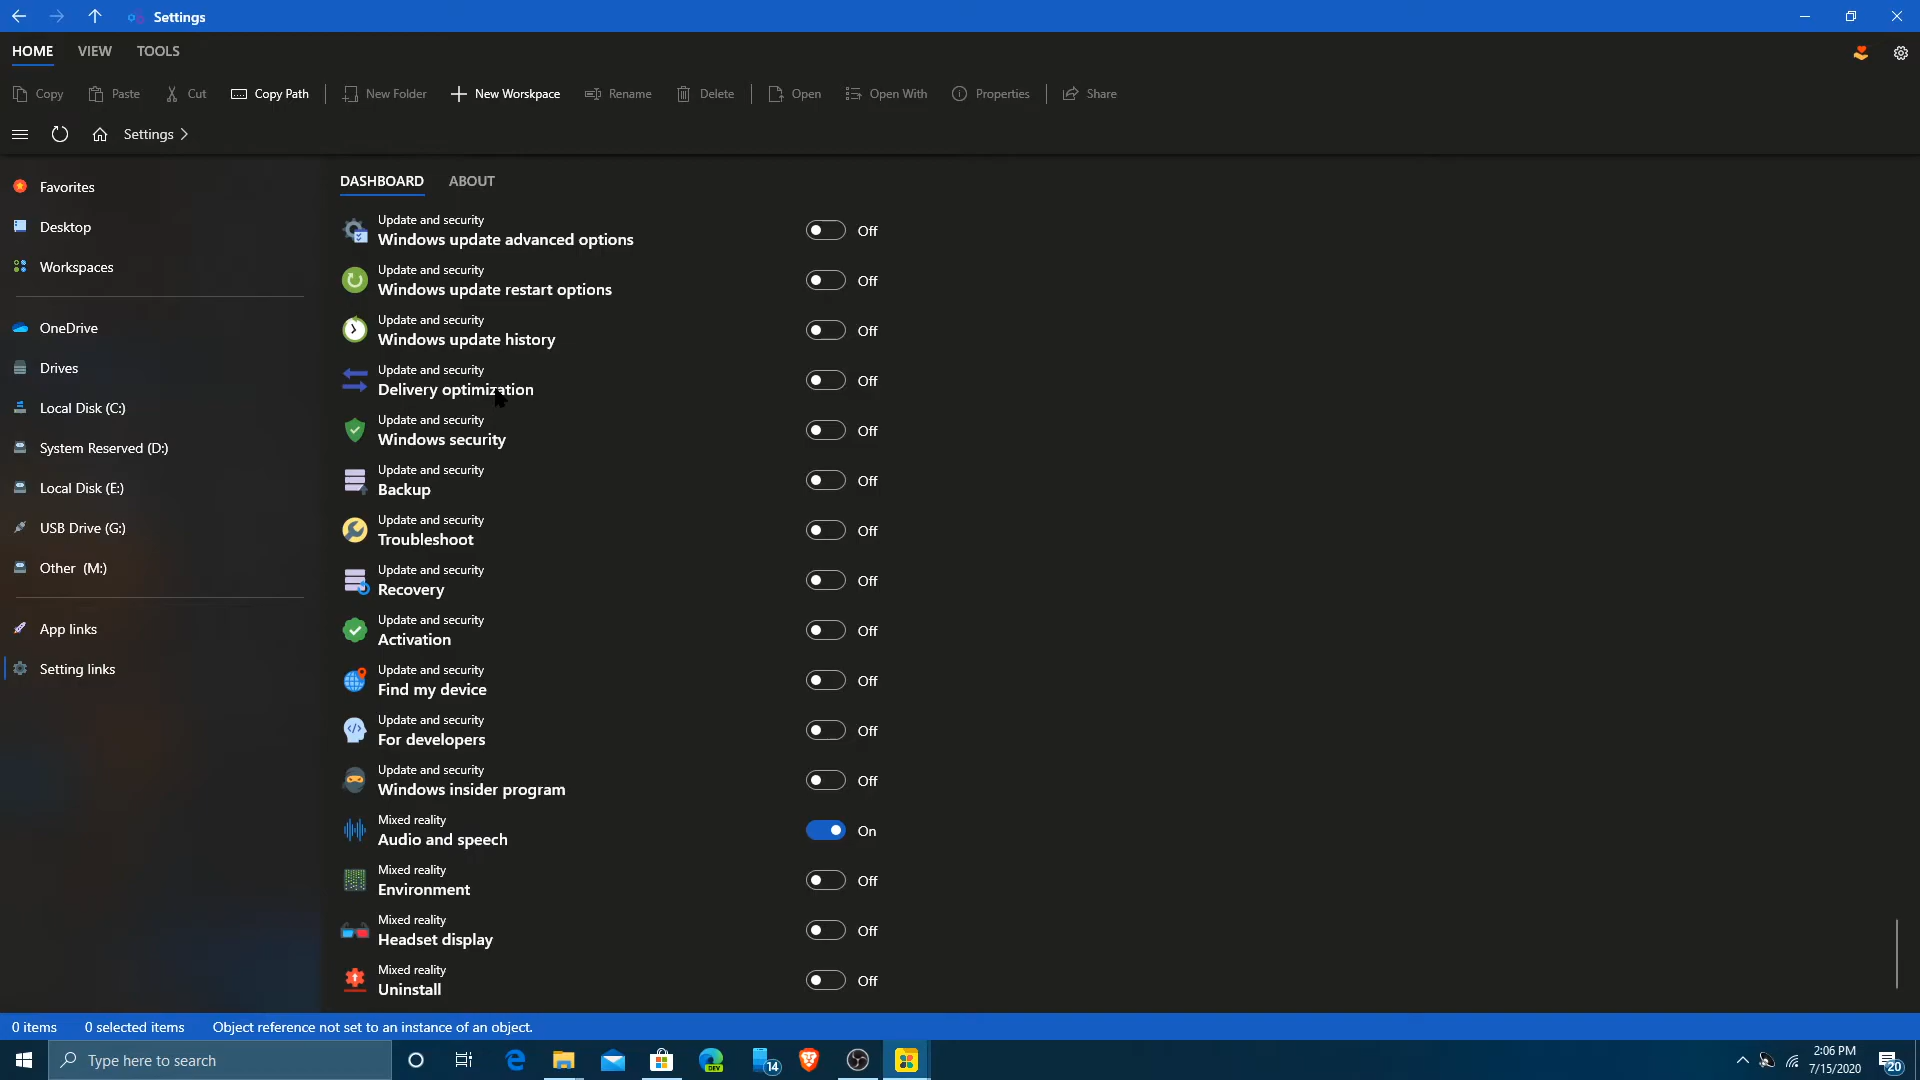 Settings
HOME VIEW TOOLS
Copy Paste Cut Copy Path New Folder New Worskpace Rename Delete Open Open With Properties Share
Settings
Favorites
Desktop
Workspaces
OneDrive
Drives
Local Disk (C:)
System Reserved (D:)
Local Disk (E:)
USB Drive (G:)
Other (M:)
App links
Setting links
DASHBOARD ABOUT
Update and security
Windows update advanced options
Off
Update and security
Windows update restart options
Off
Update and security
Windows update history
Off
Update and security
Delivery optimization
Off
Update and security
Windows security
Off
Update and security
Backup
Off
Update and security
Troubleshoot
Off
Update and security
Recovery
Off
Update and security
Activation
Off
Update and security
Find my device
Off
Update and security
For developers
Off
Update and security
Windows insider program
Off
Mixed reality
Audio and speech
On
Mixed reality
Environment
Off
Mixed reality
Headset display
Off
Mixed reality
Uninstall
Off
0 items 0 selected items Object reference not set to an instance of an object.
Type here to search
DEV
14
2:06 PM
7/15/2020
20